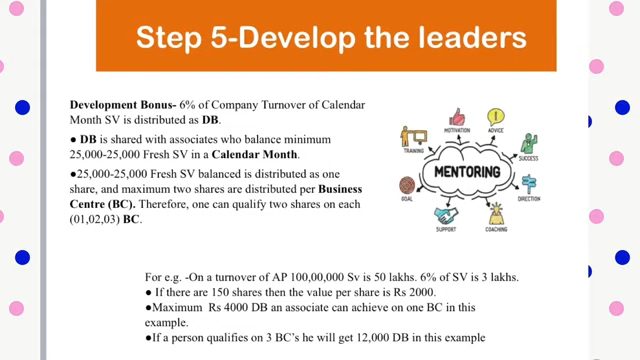 Step 5-Develop the leaders
Development Bonus- 6% of Company Turnover of Calendar
Month SV is distributed as DB.
● DB is shared with associates who balance minimum
25,000-25,000 Fresh SV in a Calendar Month.
●25,000-25,000 Fresh SV balanced is distributed as one
share, and maximum two shares are distributed per Business
Centre (BC). Therefore, one can qualify two shares on each
(01,02,03) BC.
MOTIVATION
ADVICE
TRAINING
SUCCESS
MENTORING
GOAL
DIRECTION
SUPPORT
COACHING
For e.g. -On a turnover of AP 100,00,000 Sv is 50 lakhs. 6% of SV is 3 lakhs.
● If there are 150 shares then the value per share is Rs 2000.
●Maximum Rs 4000 DB an associate can achieve on one BC in this
example.
●If a person qualifies on 3 BC's he will get 12,000 DB in this example